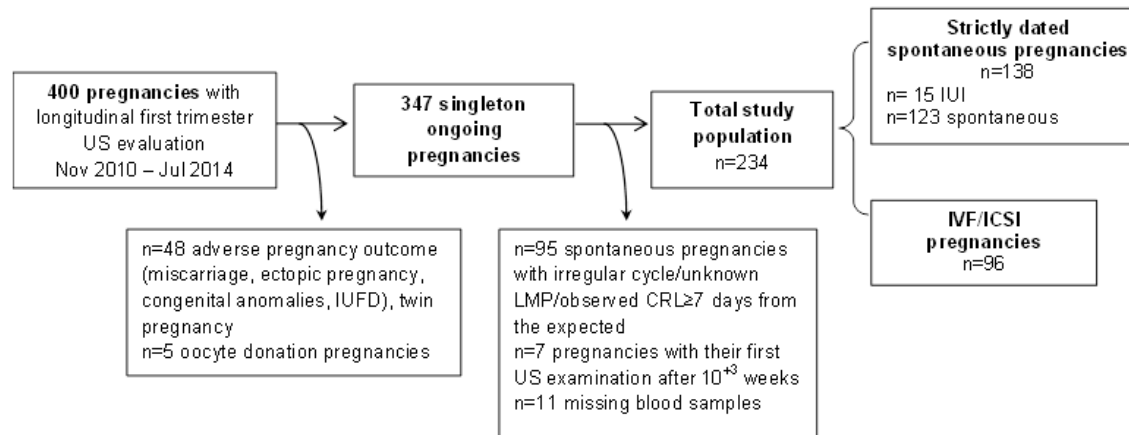 400 pregnancies with
longitudinal first trimester
US evaluation
Nov 2010 – Jul 2014
347 singleton
ongoing
pregnancies
Total study
population
n=234
Strictly dated
spontaneous pregnancies
n=138
n= 15 IUI
n=123 spontaneous
IVF/ICSI
pregnancies
n=96
n=48 adverse pregnancy outcome
(miscarriage, ectopic pregnancy,
congenital anomalies, IUFD), twin
pregnancy
n=5 oocyte donation pregnancies
n=95 spontaneous pregnancies
with irregular cycle/unknown
LMP/observed CRL≥7 days from
the expected
n=7 pregnancies with their first
US examination after 10⁺³ weeks
n=11 missing blood samples